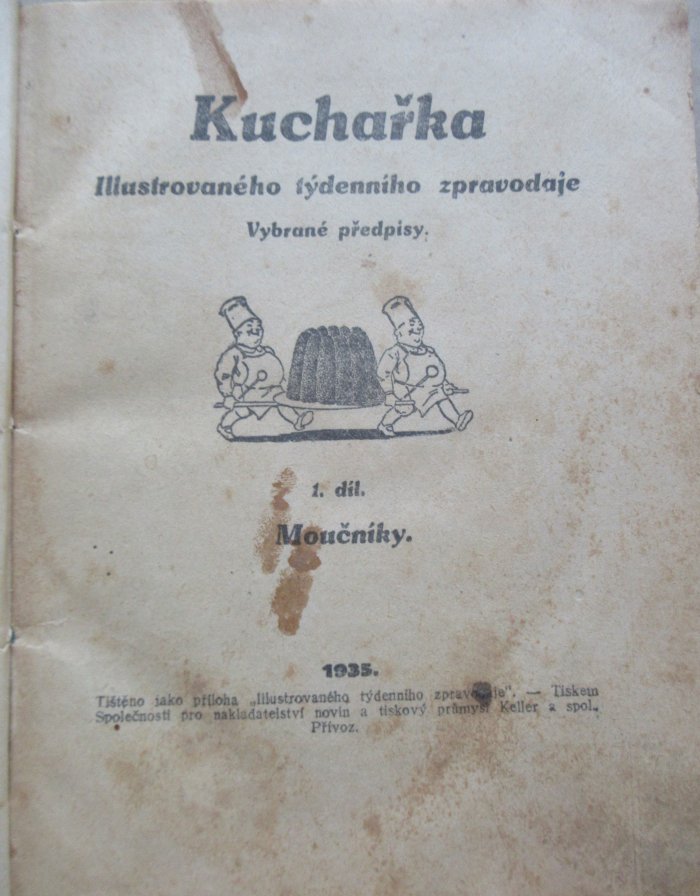 Kuchařka
Illustrovaného týdenního zpravodaje
Vybrané předpisy.
1. díl.
Moučníky.
1935.
Tištěno jako příloha „Illustrovaného týdenního zpravodaje". — Tiskem
Společnosti pro nakladatelství novin a tiskový průmysl Keller a spol.,
Přívoz.